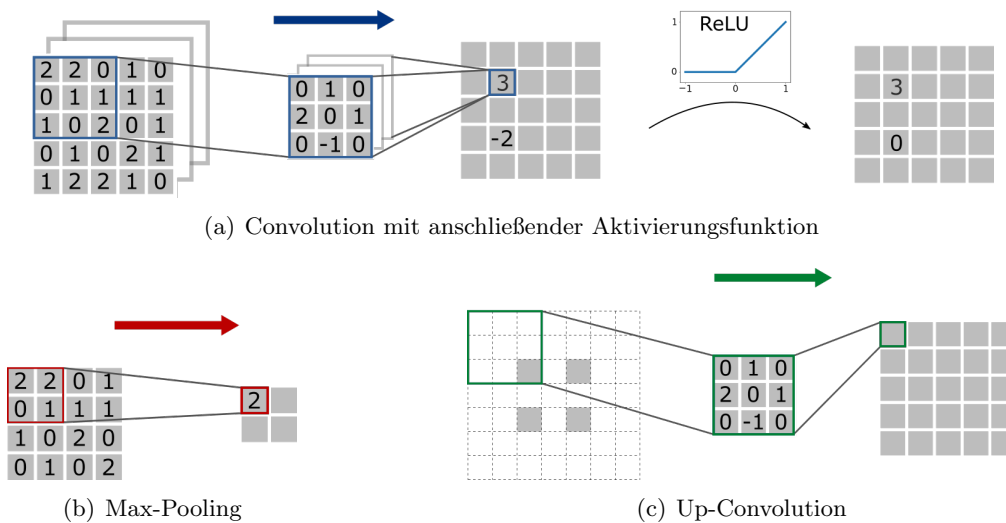 ReLU
1
0
−1 0 1
2 2 0 1 0
0 1 1 1 1
1 0 2 0 1
0 1 0 2 1
1 2 2 1 0
0 1 0
2 0 1
0 -1 0
3
-2
3
0
(a) Convolution mit anschließender Aktivierungsfunktion
2 2 0 1
0 1 1 1
1 0 2 0
0 1 0 2
2
(b) Max-Pooling
0 1 0
2 0 1
0 -1 0
(c) Up-Convolution